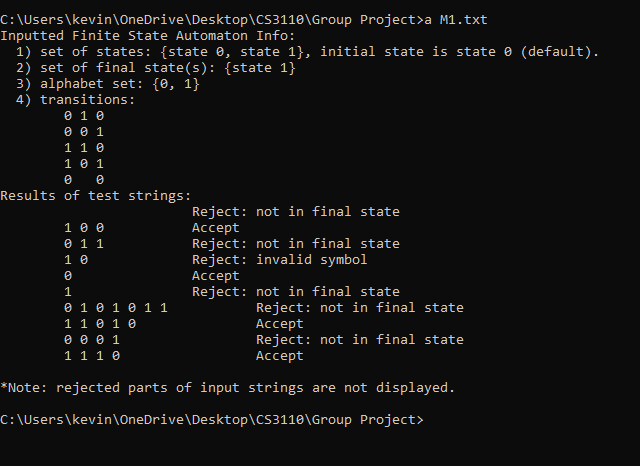 C:\Users\kevin\OneDrive\Desktop\CS3110\Group Project>a M1.txt
Inputted Finite State Automaton Info:
  1) set of states: {state 0, state 1}, initial state is state 0 (default).
  2) set of final state(s): {state 1}
  3) alphabet set: {0, 1}
  4) transitions:
        0 1 0
        0 0 1
        1 1 0
        1 0 1
        0   0
Results of test strings:
                        Reject: not in final state
        1 0 0           Accept
        0 1 1           Reject: not in final state
        1 0             Reject: invalid symbol
        0               Accept
        1               Reject: not in final state
        0 1 0 1 0 1 1           Reject: not in final state
        1 1 0 1 0               Accept
        0 0 0 1                 Reject: not in final state
        1 1 1 0                 Accept

*Note: rejected parts of input strings are not displayed.

C:\Users\kevin\OneDrive\Desktop\CS3110\Group Project>